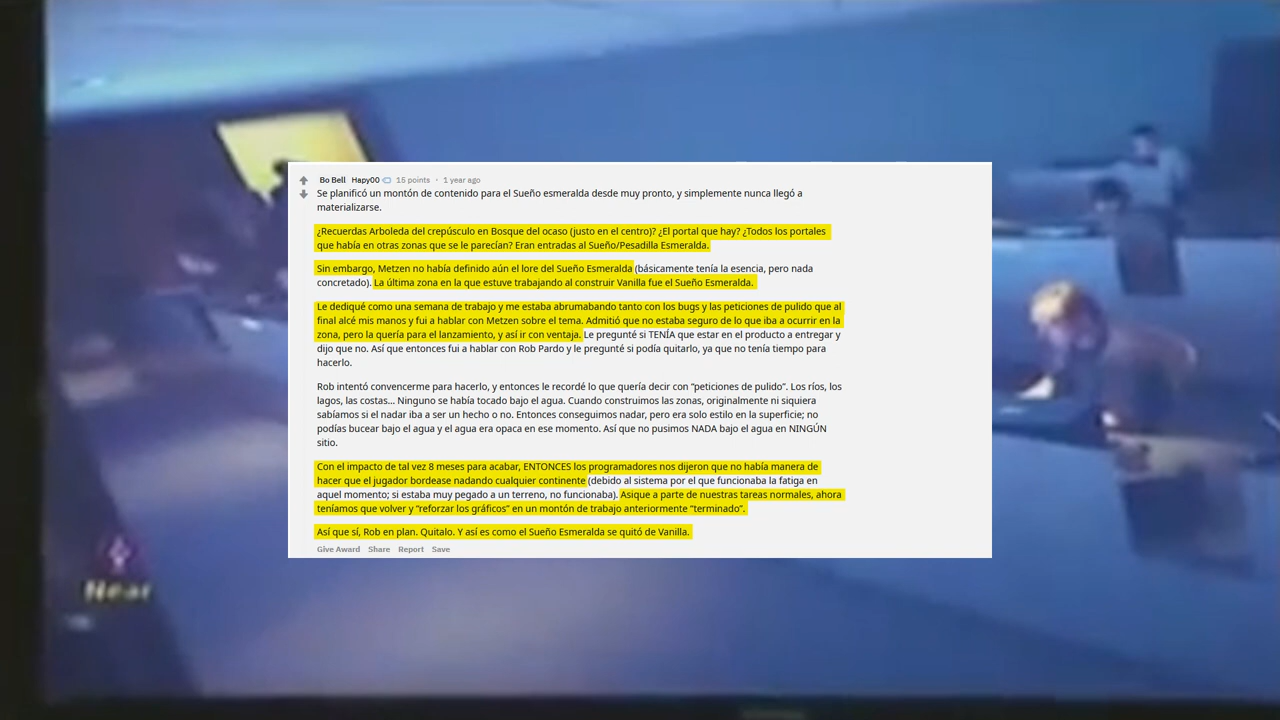 Bo Bell Hapy00 15 points · 1 year ago
Se planificó un montón de contenido para el Sueño esmeralda desde muy pronto, y simplemente nunca llegó a
materializarse.
¿Recuerdas Arboleda del crepúsculo en Bosque del ocaso (justo en el centro)? ¿El portal que hay? ¿Todos los portales
que había en otras zonas que se le parecían? Eran entradas al Sueño/Pesadilla Esmeralda.
Sin embargo, Metzen no había definido aún el lore del Sueño Esmeralda (básicamente tenía la esencia, pero nada
concretado). La última zona en la que estuve trabajando al construir Vanilla fue el Sueño Esmeralda.
Le dediqué como una semana de trabajo y me estaba abrumabando tanto con los bugs y las peticiones de pulido que al
final alcé mis manos y fui a hablar con Metzen sobre el tema. Admitió que no estaba seguro de lo que iba a ocurrir en la
zona, pero la quería para el lanzamiento, y así ir con ventaja. Le pregunté si TENÍA que estar en el producto a entregar y
dijo que no. Así que entonces fui a hablar con Rob Pardo y le pregunté si podía quitarlo, ya que no tenía tiempo para
hacerlo.
Rob intentó convencerme para hacerlo, y entonces le recordé lo que quería decir con “peticiones de pulido”. Los ríos, los
lagos, las costas... Ninguno se había tocado bajo el agua. Cuando construimos las zonas, originalmente ni siquiera
sabíamos si el nadar iba a ser un hecho o no. Entonces conseguimos nadar, pero era solo estilo en la superficie; no
podías bucear bajo el agua y el agua era opaca en ese momento. Así que no pusimos NADA bajo el agua en NINGÚN
sitio.
Con el impacto de tal vez 8 meses para acabar, ENTONCES los programadores nos dijeron que no había manera de
hacer que el jugador bordease nadando cualquier continente (debido al sistema por el que funcionaba la fatiga en
aquel momento; si estaba muy pegado a un terreno, no funcionaba). Asique a parte de nuestras tareas normales, ahora
teníamos que volver y “reforzar los gráficos” en un montón de trabajo anteriormente “terminado”.
Así que sí, Rob en plan. Quitalo. Y así es como el Sueño Esmeralda se quitó de Vanilla.
Give Award Share Report Save
Near